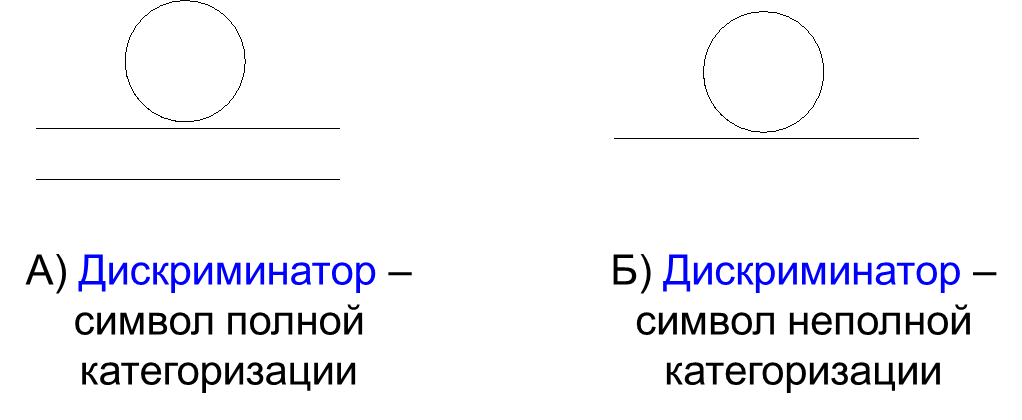 А) Дискриминатор –
символ полной
категоризации
Б) Дискриминатор –
символ неполной
категоризации